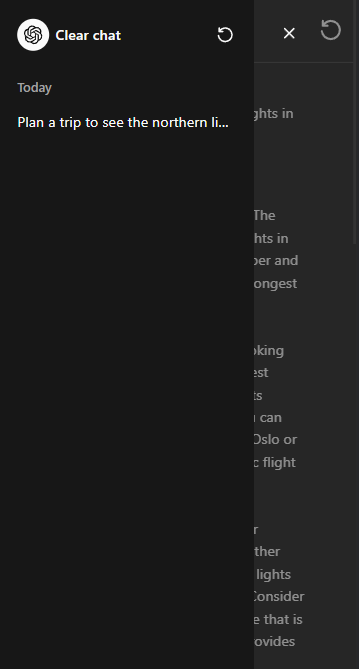 Clear chat
Today
Plan a trip to see the northern li...
ghts in
The
hts in
per and
ongest
oking
est
ts
can
Oslo or
c flight
r
ther
lights
Consider
e that is
ovides